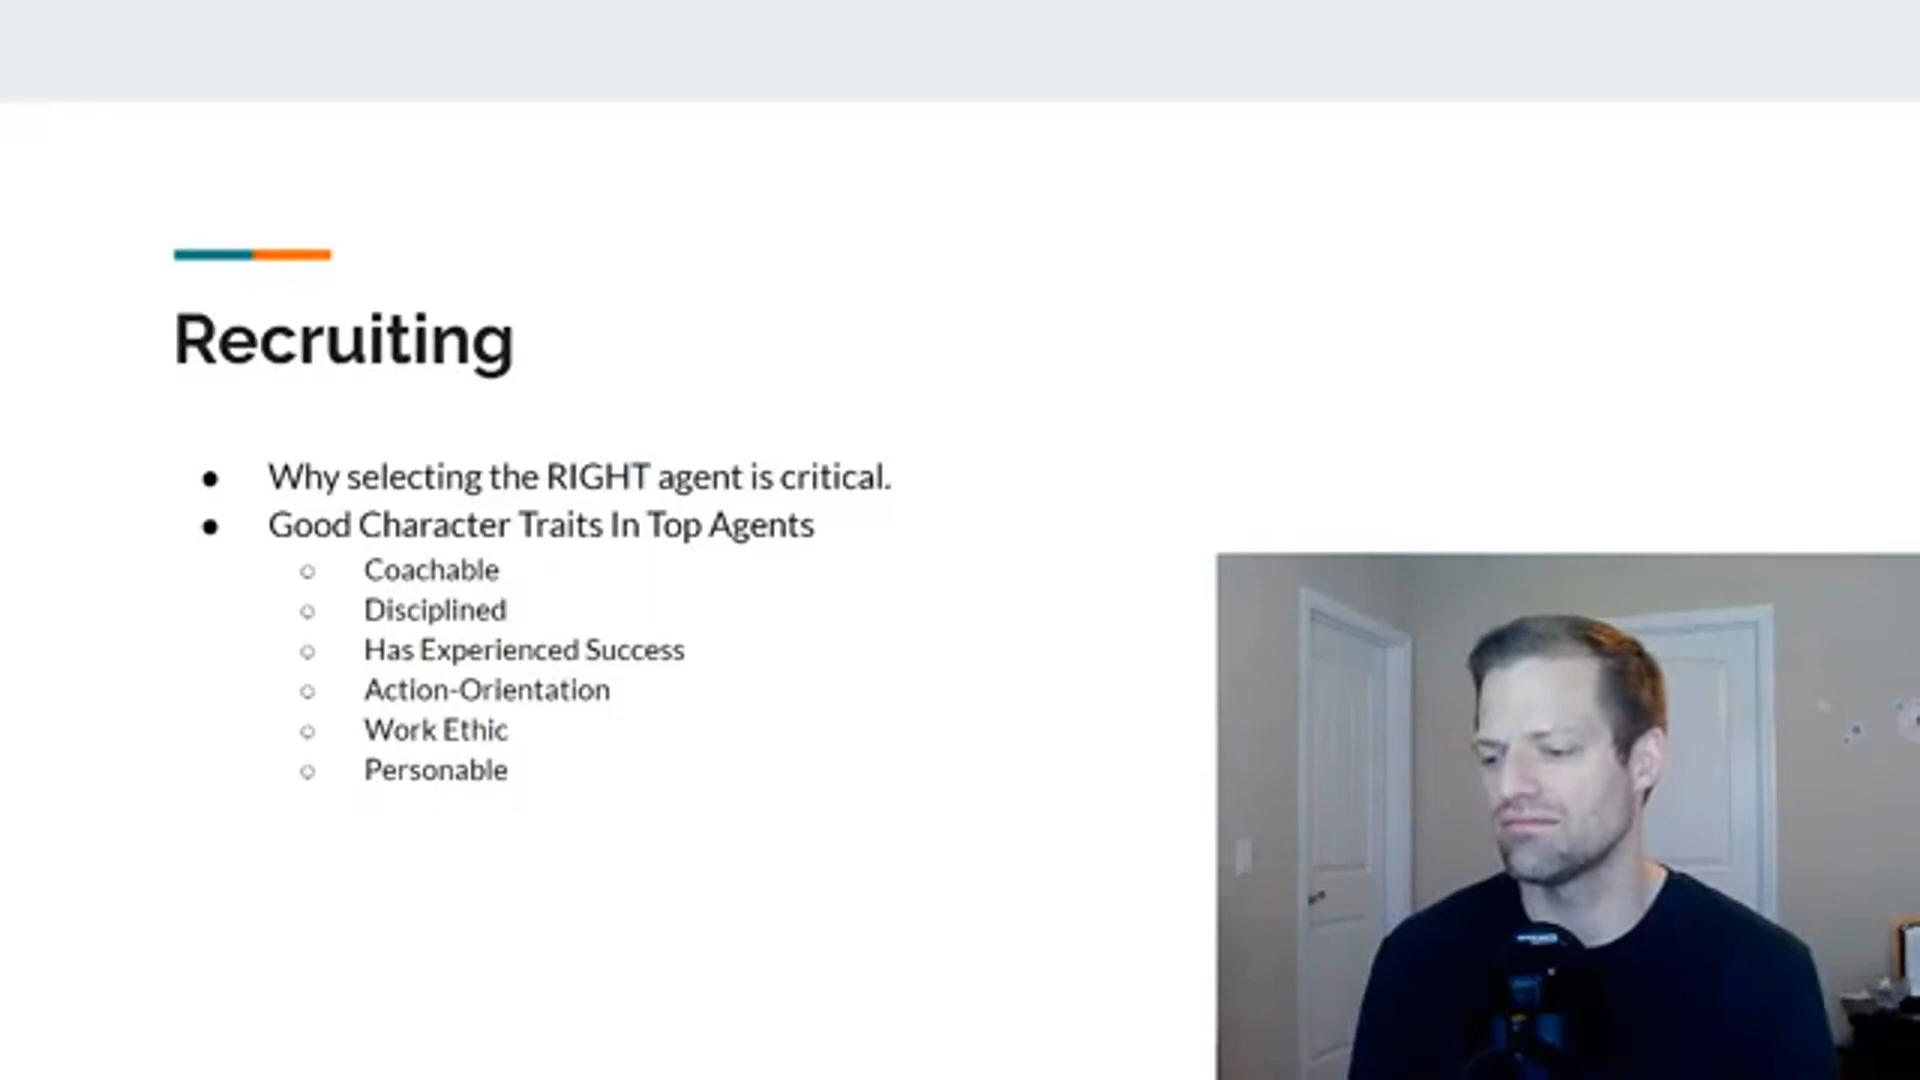 Recruiting
● Why selecting the RIGHT agent is critical.
● Good Character Traits In Top Agents
○ Coachable
○ Disciplined
○ Has Experienced Success
○ Action-Orientation
○ Work Ethic
○ Personable